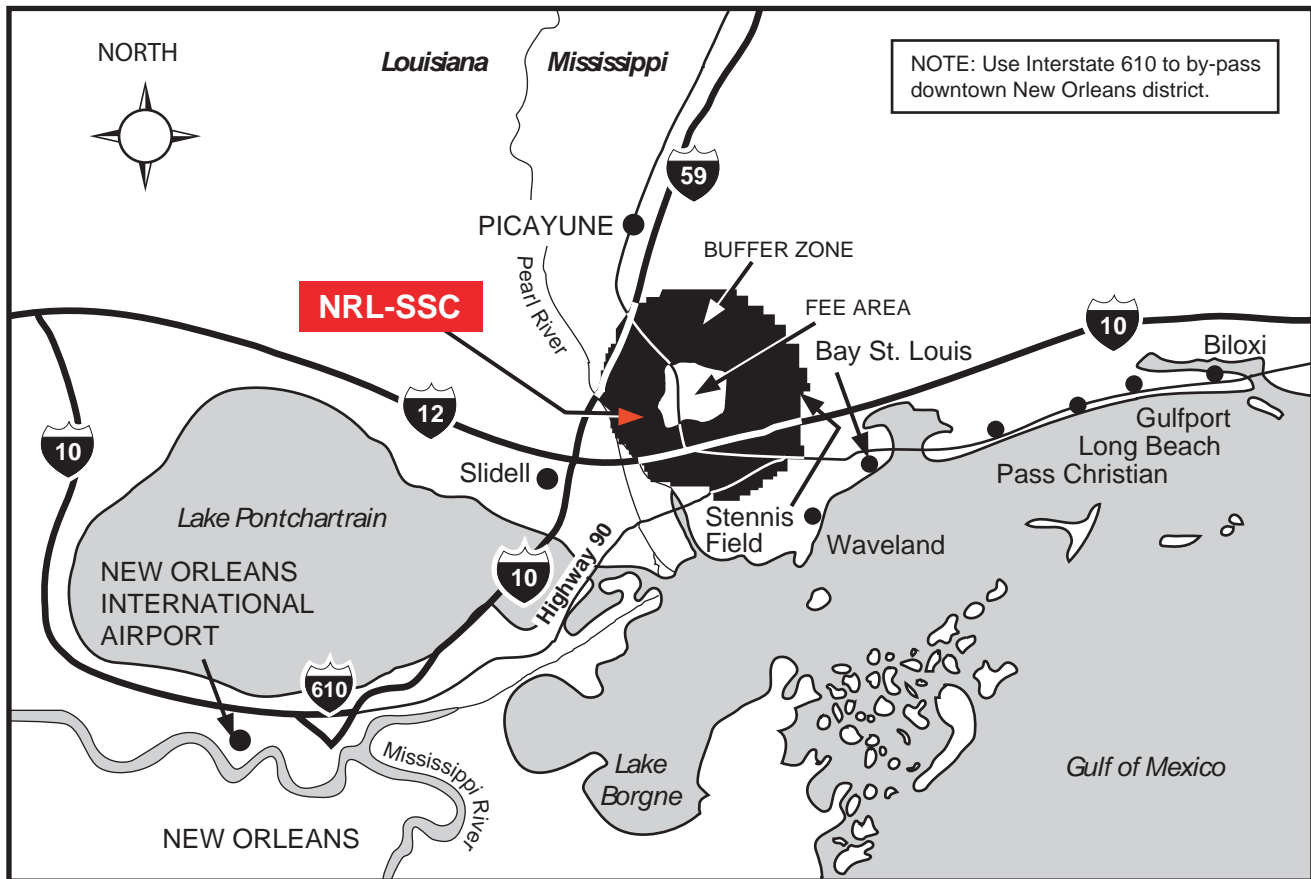 NORTH
Louisiana
Mississippi
NOTE: Use Interstate 610 to by-pass
downtown New Orleans district.
59
PICAYUNE
BUFFER ZONE
Pearl River
NRL-SSC
FEE AREA
10
Bay St. Louis
Biloxi
12
10
Gulfport
Long Beach
Pass Christian
Slidell
Lake Pontchartrain
Stennis
Field
Waveland
Highway 90
10
NEW ORLEANS
INTERNATIONAL
AIRPORT
610
Mississippi River
Lake
Borgne
Gulf of Mexico
NEW ORLEANS